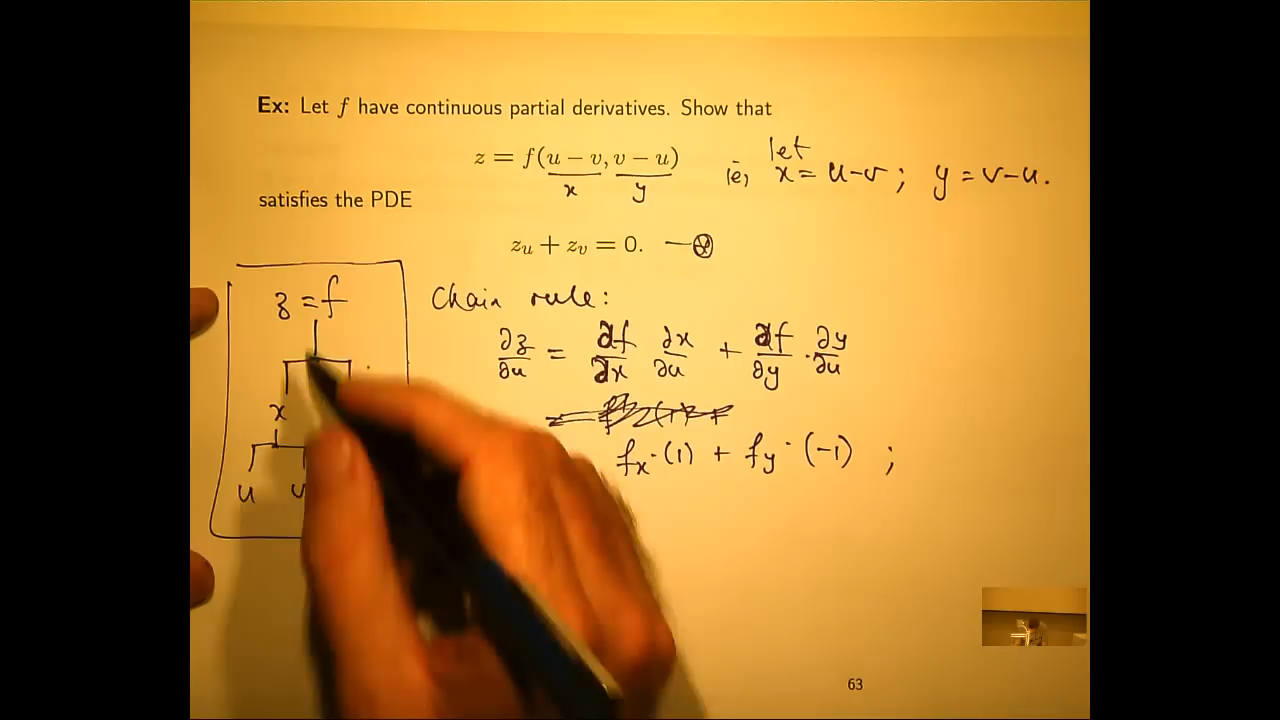 Ex: Let f have continuous partial derivatives. Show that
let
z = f(u − v, v − u) ie, x = u-v ; y = v-u.
x y
satisfies the PDE
z_u + z_v = 0. — ⊛
z = f
x
u v
Chain rule:
∂z/∂u = ∂f/∂x ∂x/∂u + ∂f/∂y · ∂y/∂u
f_x · (1) + f_y · (-1) ;
63